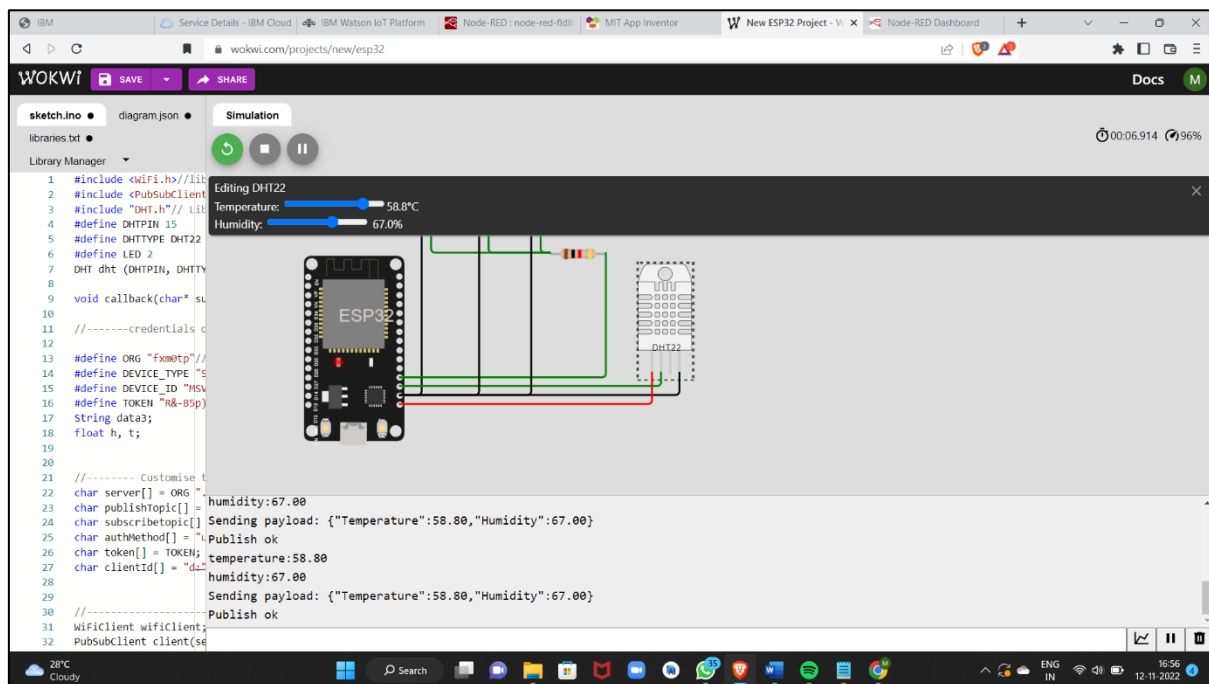 IBM
Service Details - IBM Cloud
IBM Watson IoT Platform
Node-RED : node-red-fldlb
MIT App Inventor
New ESP32 Project - W
Node-RED Dashboard
wokwi.com/projects/new/esp32
WOKWI SAVE SHARE Docs M
sketch.ino diagram.json
libraries.txt
Library Manager
Simulation
00:06.914 96%
Editing DHT22
Temperature: 58.8°C
Humidity: 67.0%
1 #include <WiFi.h>//lib
2 #include <PubSubClient
3 #include "DHT.h"// Lib
4 #define DHTPIN 15
5 #define DHTTYPE DHT22
6 #define LED 2
7 DHT dht (DHTPIN, DHTTY
8
9 void callback(char* su
10
11 //-------credentials o
12
13 #define ORG "fxm0tp"//
14 #define DEVICE_TYPE "S
15 #define DEVICE_ID "MSV
16 #define TOKEN "R&-B5p)
17 String data3;
18 float h, t;
19
20
21 //-------- Customise t
22 char server[] = ORG ".
23 char publishTopic[] =
24 char subscribetopic[]
25 char authMethod[] = "u
26 char token[] = TOKEN;
27 char clientId[] = "d:"
28
29
30 //---------------------
31 WiFiClient wifiClient;
32 PubSubClient client(se
ESP32
DHT22
humidity:67.00
Sending payload: {"Temperature":58.80,"Humidity":67.00}
Publish ok
temperature:58.80
humidity:67.00
Sending payload: {"Temperature":58.80,"Humidity":67.00}
Publish ok
28°C
Cloudy
Search
35
ENG
IN
16:56
12-11-2022
4